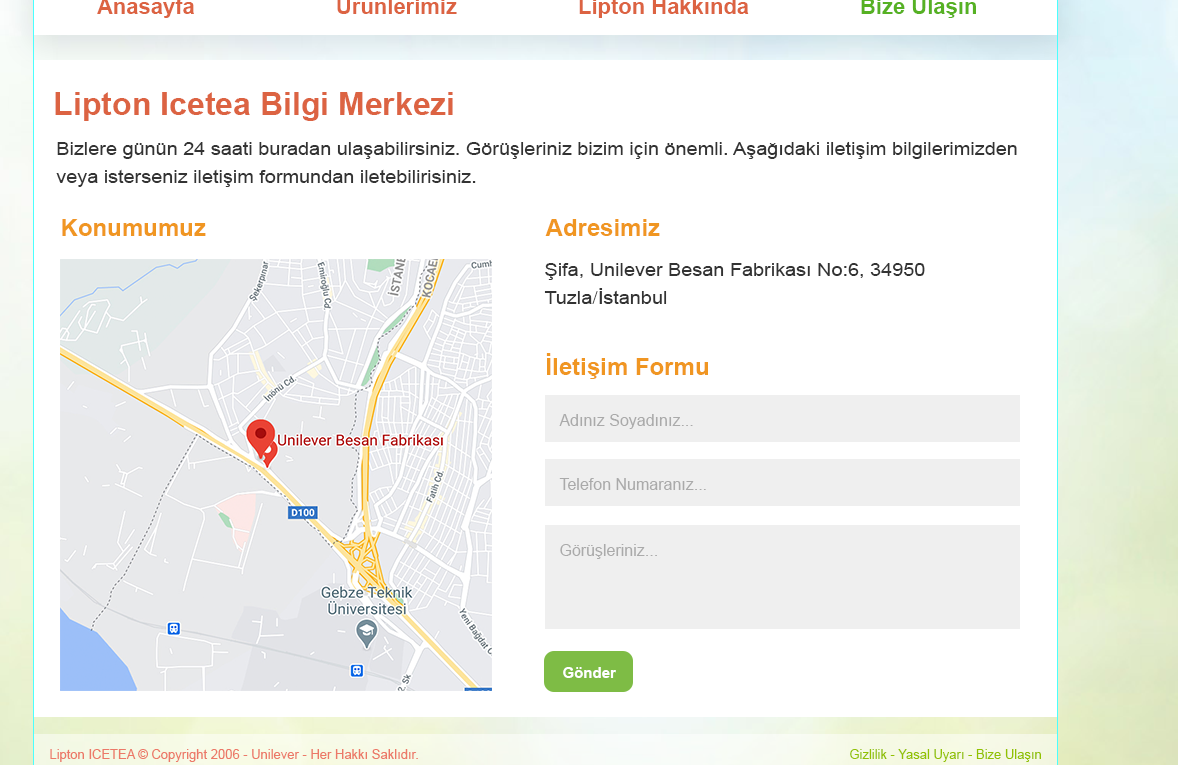 Anasayfa Ürünlerimiz Lipton Hakkında Bize Ulaşın
Lipton Icetea Bilgi Merkezi
Bizlere günün 24 saati buradan ulaşabilirsiniz. Görüşleriniz bizim için önemli. Aşağıdaki iletişim bilgilerimizden
veya isterseniz iletişim formundan iletebilirisiniz.
Konumumuz
Şekerpınar
Emiroğlu Cd.
İSTANB
KOCAEL
Cumh
İnönü Cd.
Unilever Besan Fabrikası
Fatih Cd.
D100
Gebze Teknik
Üniversitesi
Yeni Bağdat C
2. Sk
Adresimiz
Şifa, Unilever Besan Fabrikası No:6, 34950
Tuzla/İstanbul
İletişim Formu
Adınız Soyadınız...
Telefon Numaranız...
Görüşleriniz...
Gönder
Lipton ICETEA © Copyright 2006 - Unilever - Her Hakkı Saklıdır.
Gizlilik - Yasal Uyarı - Bize Ulaşın